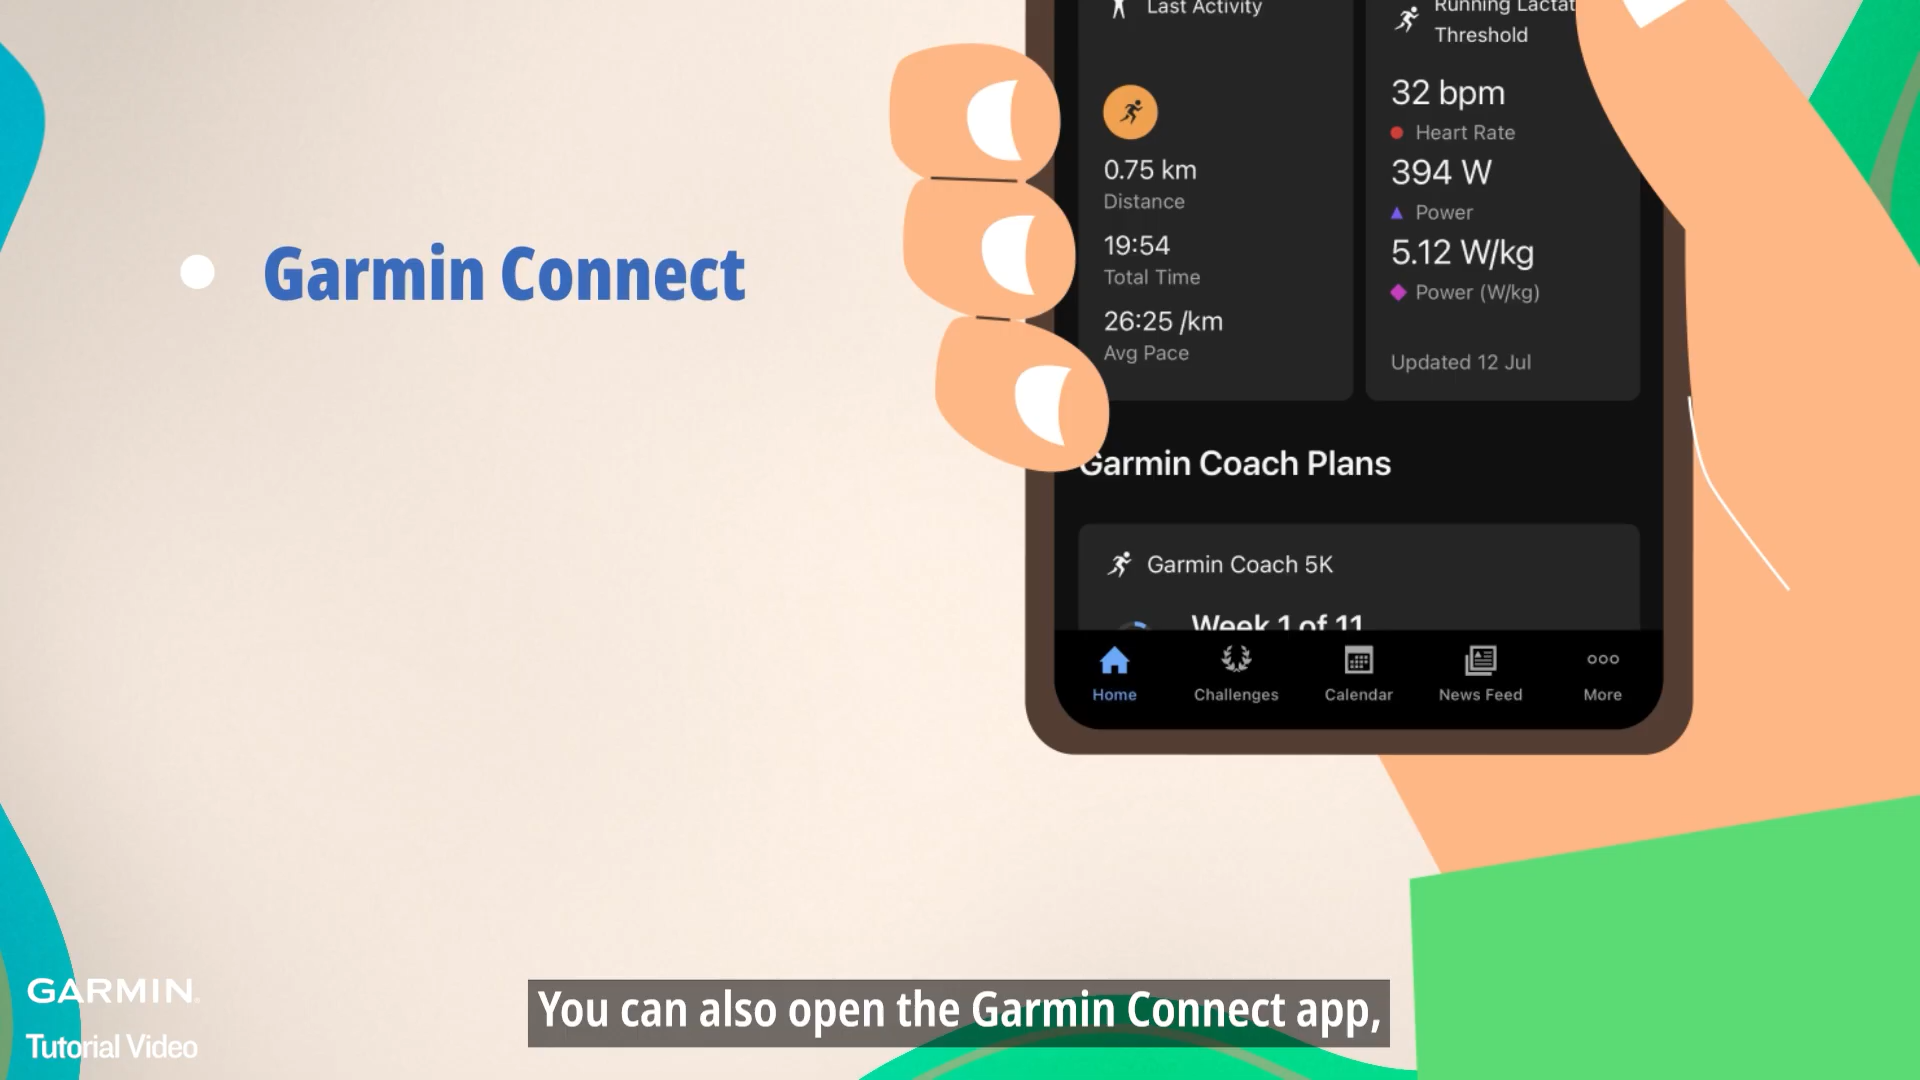 Garmin Connect
Last Activity
0.75 km
Distance
19:54
Total Time
26:25 /km
Avg Pace
Running Lactat
Threshold
32 bpm
Heart Rate
394 W
Power
5.12 W/kg
Power (W/kg)
Updated 12 Jul
Garmin Coach Plans
Garmin Coach 5K
Week 1 of 11
Home
Challenges
Calendar
News Feed
More
You can also open the Garmin Connect app,
GARMIN
Tutorial Video